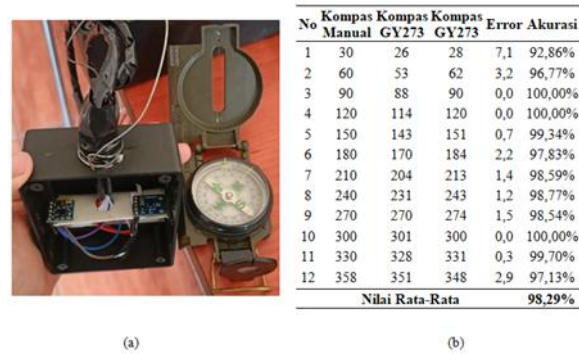 No Kompas Manual Kompas GY273 Kompas GY273 Error Akurasi
1 30 26 28 7,1 92,86%
2 60 53 62 3,2 96,77%
3 90 88 90 0,0 100,00%
4 120 114 120 0,0 100,00%
5 150 143 151 0,7 99,34%
6 180 170 184 2,2 97,83%
7 210 204 213 1,4 98,59%
8 240 231 243 1,2 98,77%
9 270 270 274 1,5 98,54%
10 300 301 300 0,0 100,00%
11 330 328 331 0,3 99,70%
12 358 351 348 2,9 97,13%
Nilai Rata-Rata 98,29%
(a) (b)